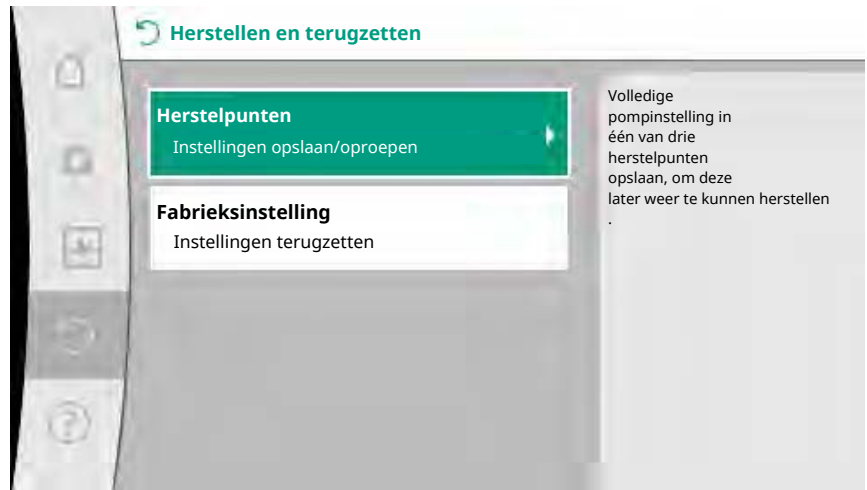 Herstellen en terugzetten
Herstelpunten
Instellingen opslaan/oproepen
Fabrieksinstelling
Instellingen terugzetten
Volledige
pompinstelling in
één van drie
herstelpunten
opslaan, om deze
later weer te kunnen herstellen
.